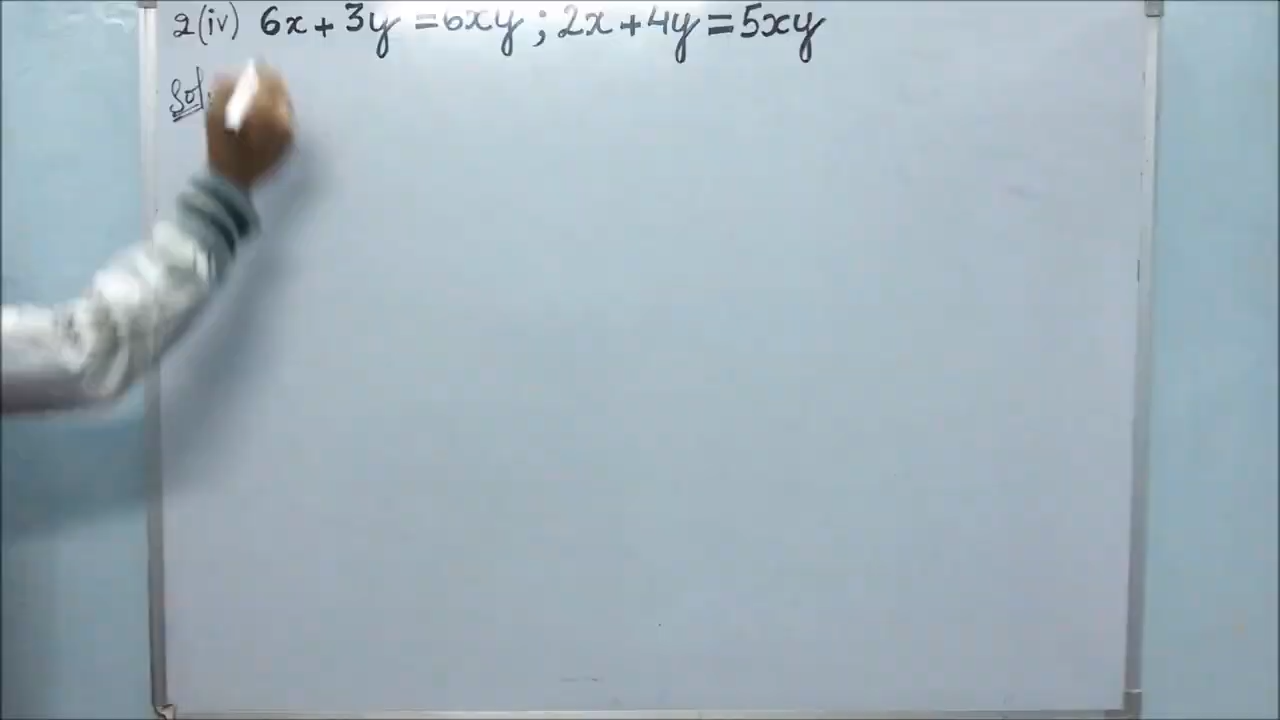 2(iv) 6x + 3y = 6xy ; 2x + 4y = 5xy
Sol.